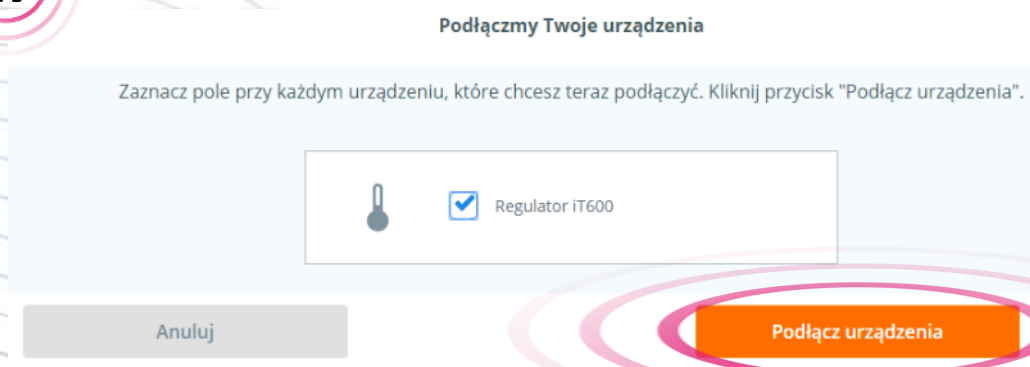 Podłączmy Twoje urządzenia
Zaznacz pole przy każdym urządzeniu, które chcesz teraz podłączyć. Kliknij przycisk "Podłącz urządzenia".
Regulator iT600
Anuluj
Podłącz urządzenia